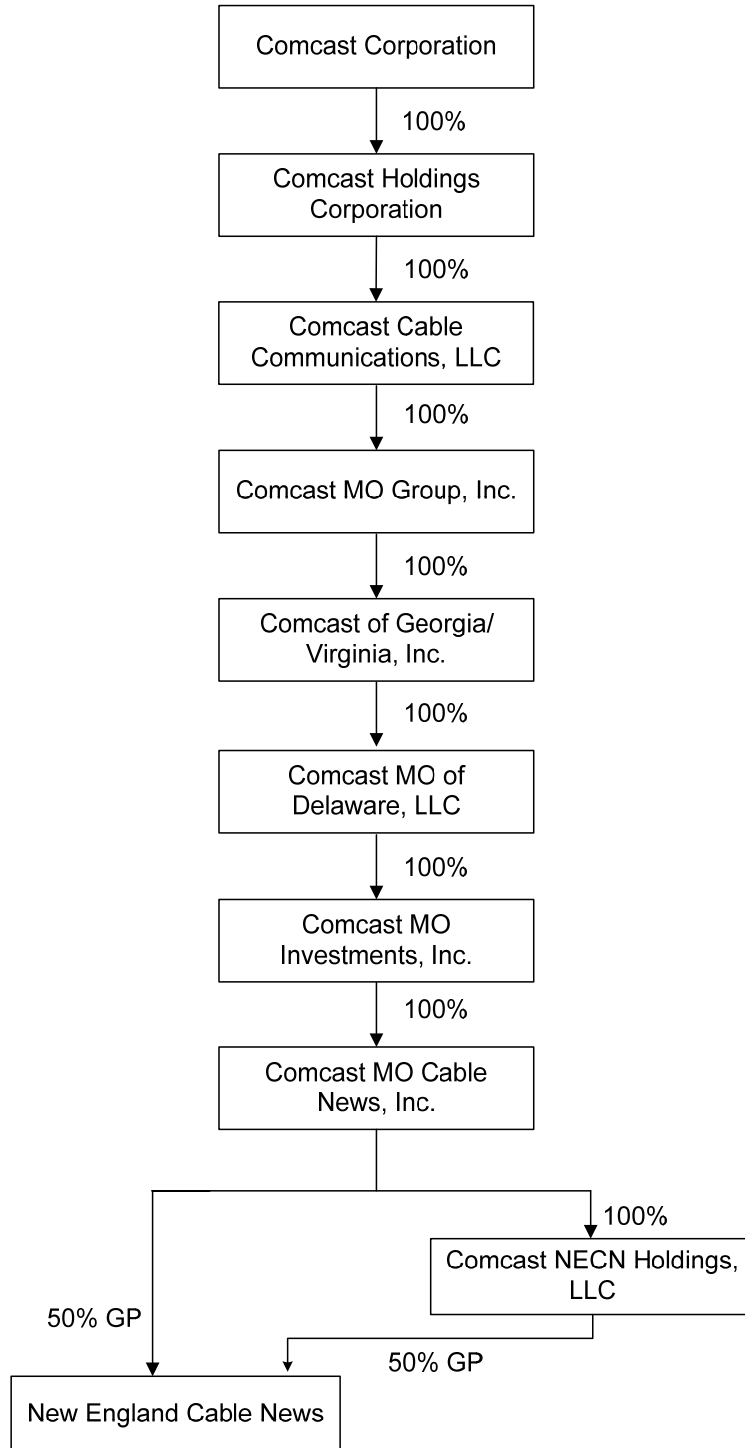 Comcast Corporation
100%
Comcast Holdings
Corporation
100%
Comcast Cable
Communications, LLC
100%
Comcast MO Group, Inc.
100%
Comcast of Georgia/
Virginia, Inc.
100%
Comcast MO of
Delaware, LLC
100%
Comcast MO
Investments, Inc.
100%
Comcast MO Cable
News, Inc.
100%
Comcast NECN Holdings,
LLC
50% GP
50% GP
New England Cable News